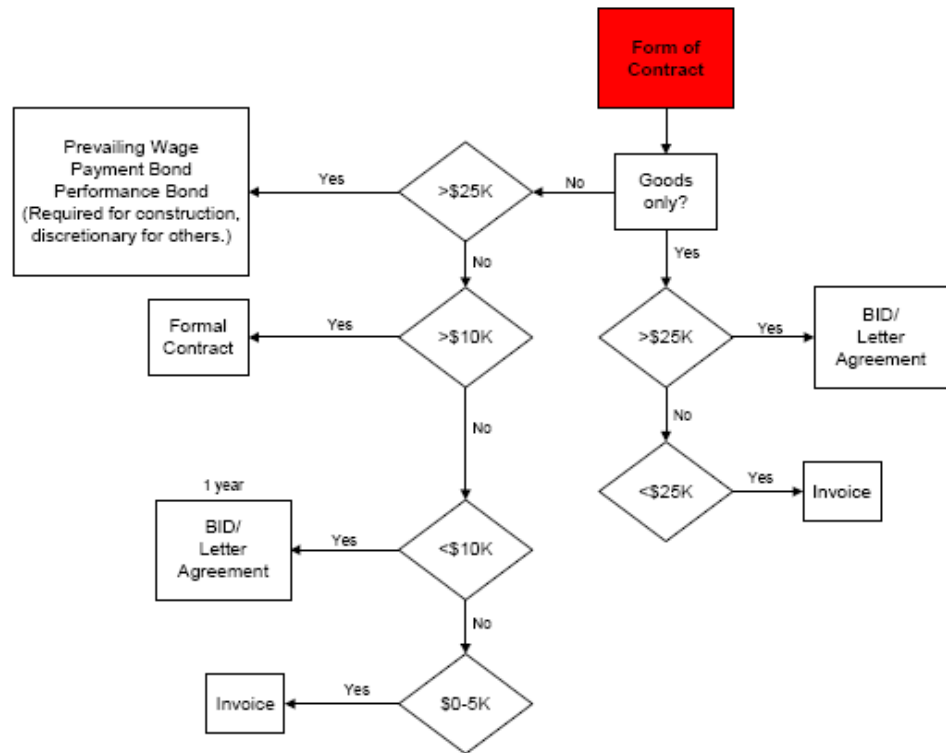 Form of
Contract
Prevailing Wage
Payment Bond
Performance Bond
(Required for construction,
discretionary for others.)
Yes
>$25K
No
Goods
only?
No
Yes
Formal
Contract
Yes
>$10K
>$25K
Yes
BID/
Letter
Agreement
No
No
1 year
<$25K
Yes
Invoice
BID/
Letter
Agreement
Yes
<$10K
No
Invoice
Yes
$0-5K